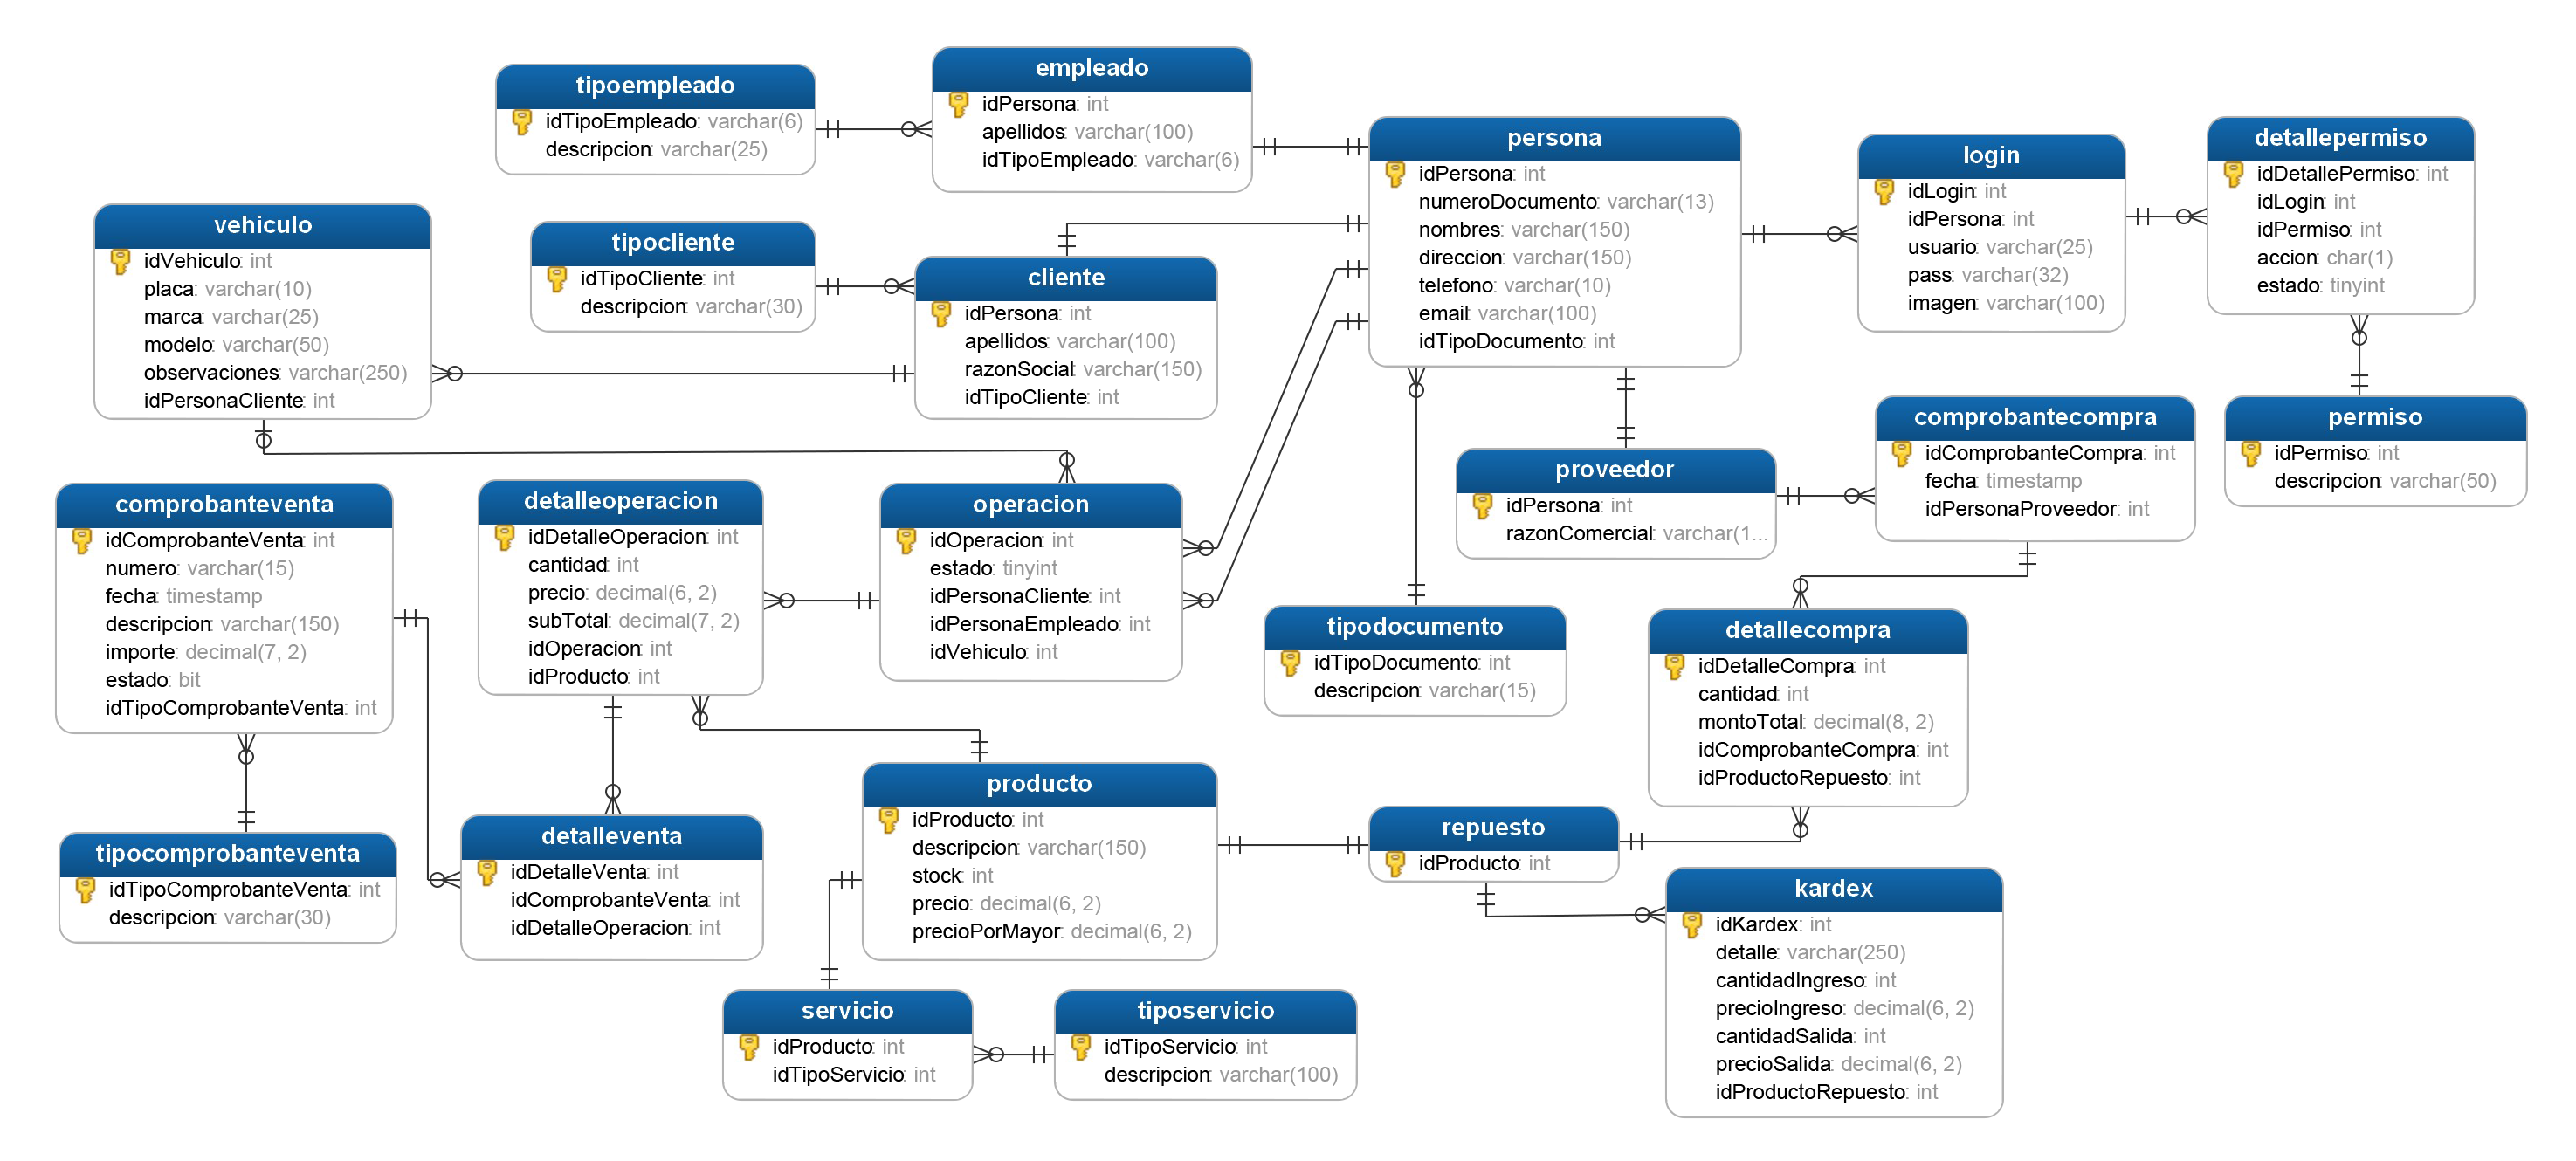 tipoempleado
idTipoEmpleado: varchar(6)
descripcion: varchar(25)
empleado
idPersona: int
apellidos: varchar(100)
idTipoEmpleado: varchar(6)
persona
idPersona: int
numeroDocumento: varchar(13)
nombres: varchar(150)
direccion: varchar(150)
telefono: varchar(10)
email: varchar(100)
idTipoDocumento: int
login
idLogin: int
idPersona: int
usuario: varchar(25)
pass: varchar(32)
imagen: varchar(100)
detallepermiso
idDetallePermiso: int
idLogin: int
idPermiso: int
accion: char(1)
estado: tinyint
vehiculo
idVehiculo: int
placa: varchar(10)
marca: varchar(25)
modelo: varchar(50)
observaciones: varchar(250)
idPersonaCliente: int
tipocliente
idTipoCliente: int
descripcion: varchar(30)
cliente
idPersona: int
apellidos: varchar(100)
razonSocial: varchar(150)
idTipoCliente: int
comprobantecompra
idComprobanteCompra: int
fecha: timestamp
idPersonaProveedor: int
permiso
idPermiso: int
descripcion: varchar(50)
proveedor
idPersona: int
razonComercial: varchar(1...
comprobanteventa
idComprobanteVenta: int
numero: varchar(15)
fecha: timestamp
descripcion: varchar(150)
importe: decimal(7, 2)
estado: bit
idTipoComprobanteVenta: int
detalleoperacion
idDetalleOperacion: int
cantidad: int
precio: decimal(6, 2)
subTotal: decimal(7, 2)
idOperacion: int
idProducto: int
operacion
idOperacion: int
estado: tinyint
idPersonaCliente: int
idPersonaEmpleado: int
idVehiculo: int
tipodocumento
idTipoDocumento: int
descripcion: varchar(15)
detallecompra
idDetalleCompra: int
cantidad: int
montoTotal: decimal(8, 2)
idComprobanteCompra: int
idProductoRepuesto: int
tipocomprobanteventa
idTipoComprobanteVenta: int
descripcion: varchar(30)
detalleventa
idDetalleVenta: int
idComprobanteVenta: int
idDetalleOperacion: int
producto
idProducto: int
descripcion: varchar(150)
stock: int
precio: decimal(6, 2)
precioPorMayor: decimal(6, 2)
repuesto
idProducto: int
kardex
idKardex: int
detalle: varchar(250)
cantidadIngreso: int
precioIngreso: decimal(6, 2)
cantidadSalida: int
precioSalida: decimal(6, 2)
idProductoRepuesto: int
servicio
idProducto: int
idTipoServicio: int
tiposervicio
idTipoServicio: int
descripcion: varchar(100)